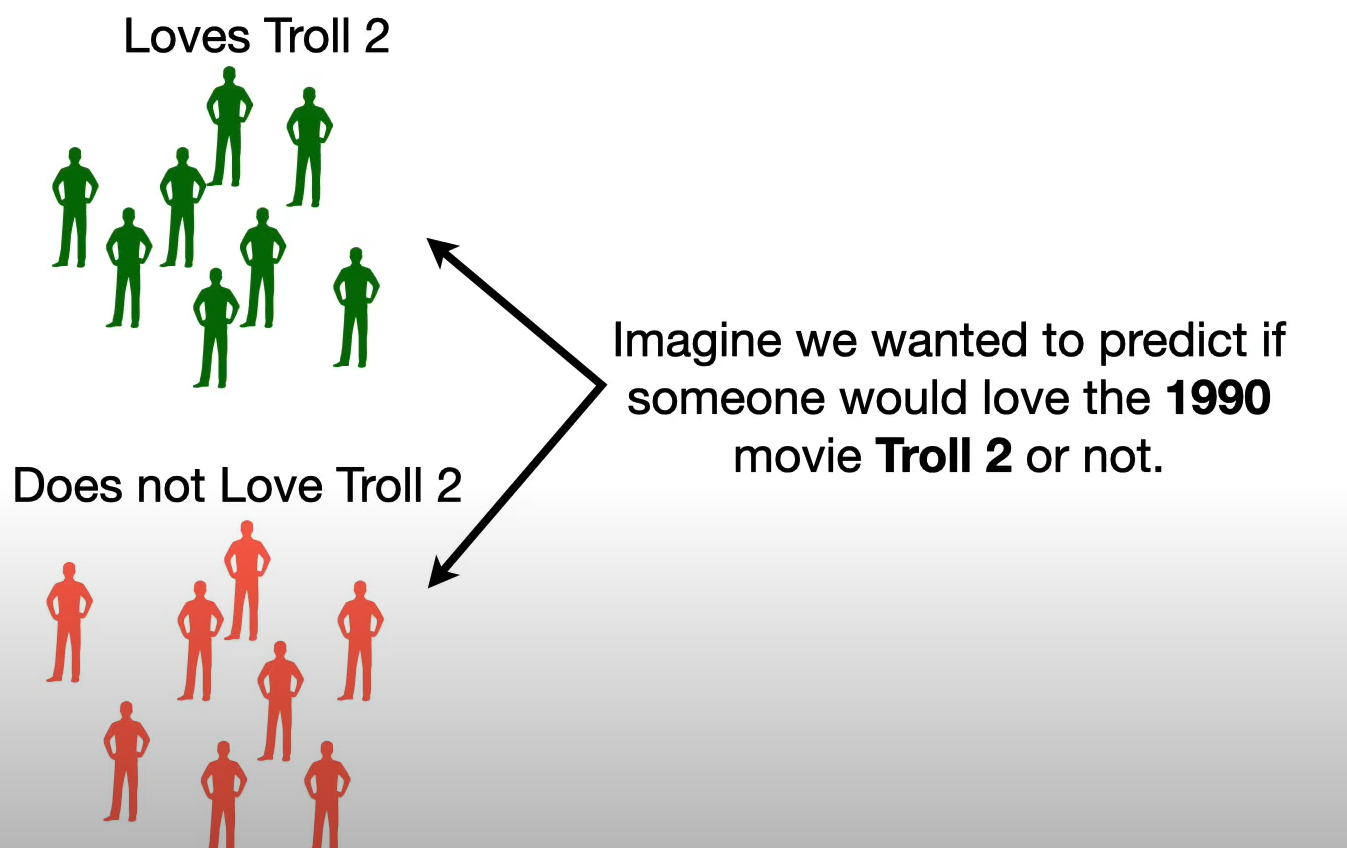 Loves Troll 2
Imagine we wanted to predict if
someone would love the 1990
movie Troll 2 or not.
Does not Love Troll 2